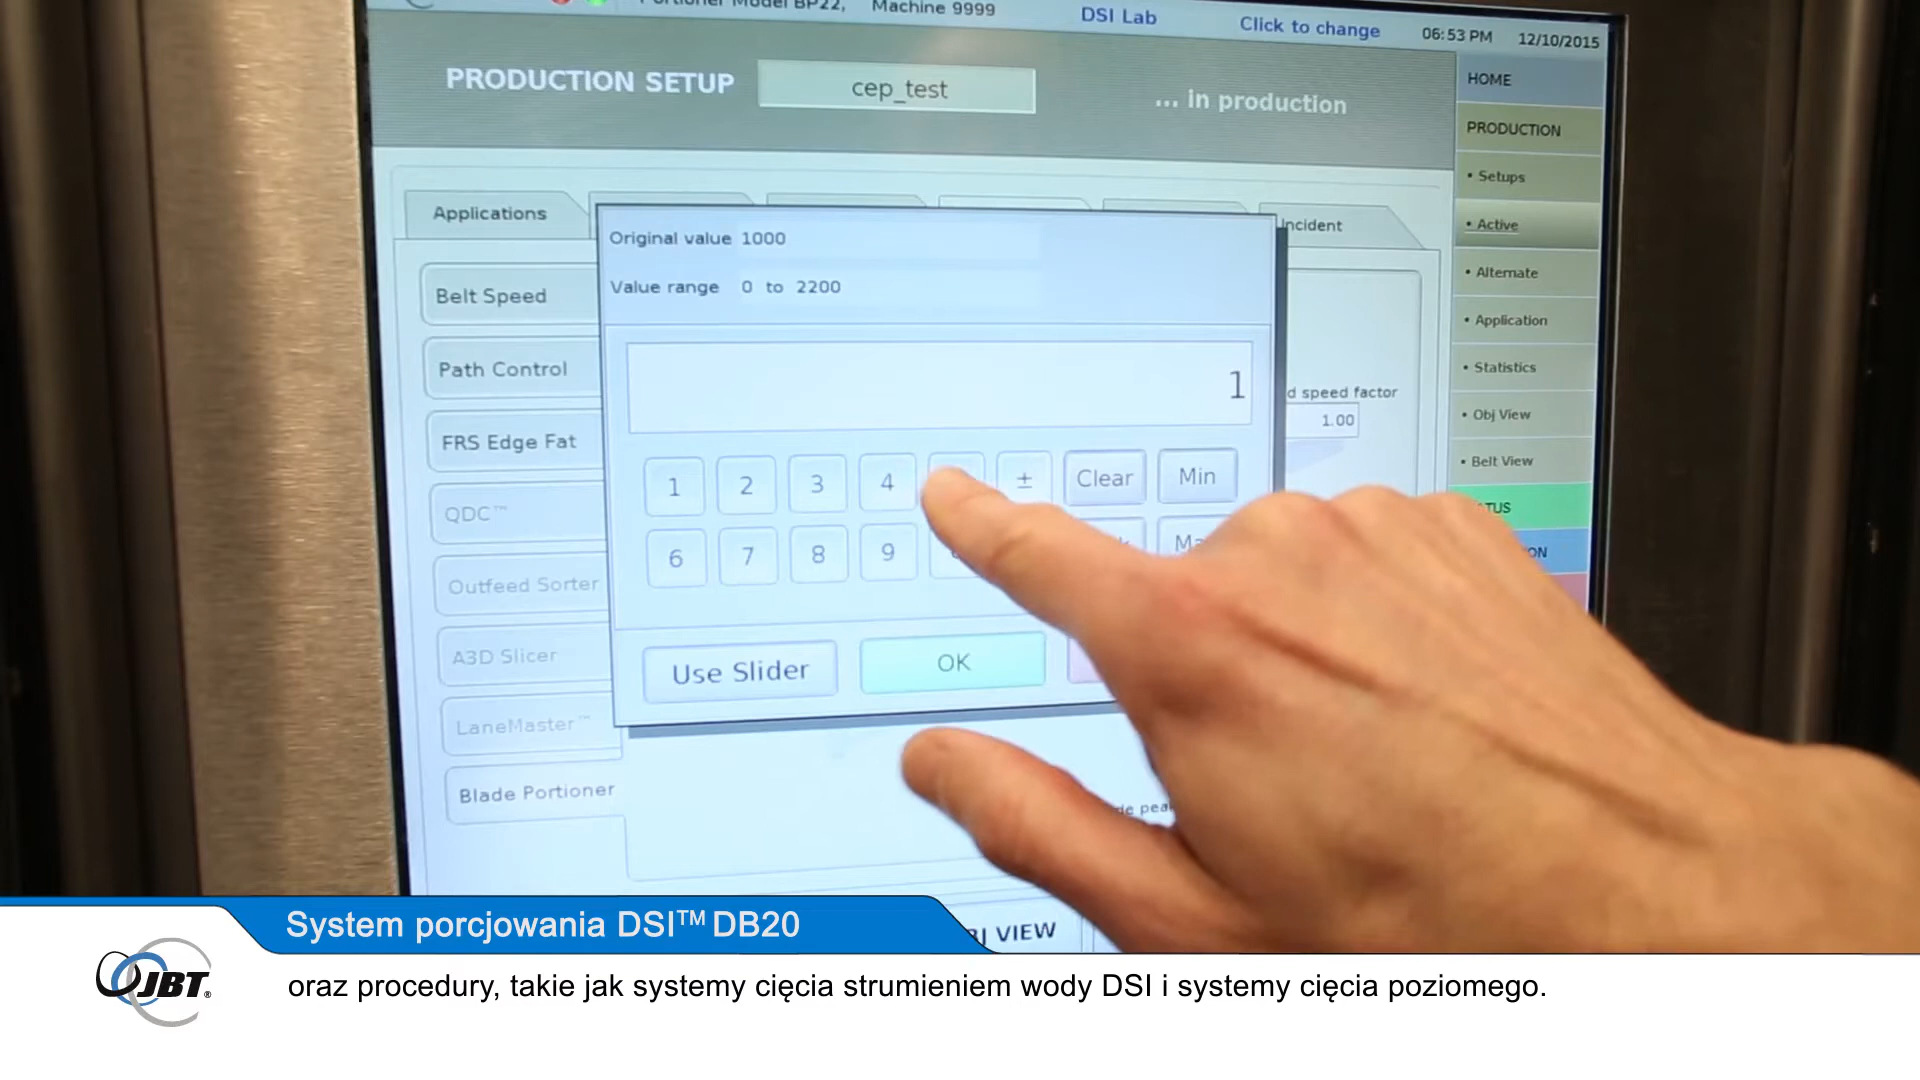 Portioner Model BP22, Machine 9999 DSI Lab Click to change 06:53 PM 12/10/2015
PRODUCTION SETUP cep_test ... in production
HOME
PRODUCTION
• Setups
• Active
• Alternate
• Application
• Statistics
• Obj View
• Belt View
Applications
Incident
Belt Speed
Path Control
FRS Edge Fat
QDC™
Outfeed Sorter
A3D Slicer
LaneMaster™
Blade Portioner
Original value 1000
Value range 0 to 2200
1
speed factor
1.00
1 2 3 4 ± Clear Min
6 7 8 9
Use Slider OK
VIEW
System porcjowania DSI™ DB20
JBT®
oraz procedury, takie jak systemy cięcia strumieniem wody DSI i systemy cięcia poziomego.